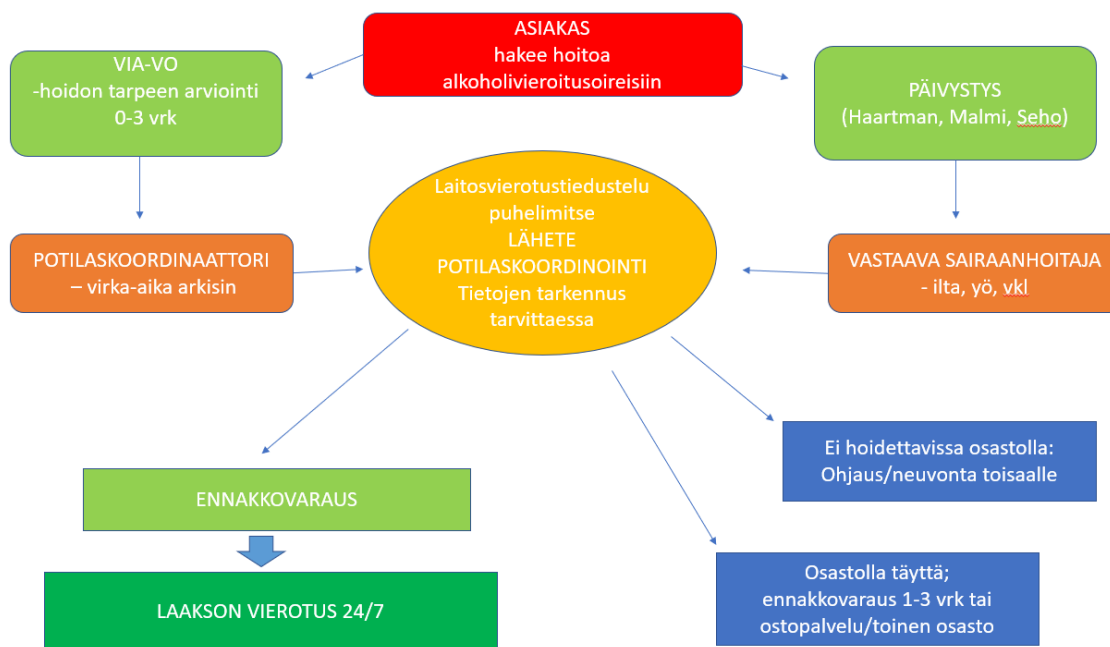 ASIAKAS
hakee hoitoa
alkoholivieroitusoireisiin
VIA-VO
-hoidon tarpeen arviointi
0-3 vrk
PÄIVYSTYS
(Haartman, Malmi, Seho)
Laitosvierotustiedustelu
puhelimitse
LÄHETE
POTILASKOORDINOINTI
Tietojen tarkennus
tarvittaessa
POTILASKOORDINAATTORI
– virka-aika arkisin
VASTAAVA SAIRAANHOITAJA
- ilta, yö, vkl
Ei hoidettavissa osastolla:
Ohjaus/neuvonta toisaalle
ENNAKKOVARAUS
Osastolla täyttä;
ennakkovaraus 1-3 vrk tai
ostopalvelu/toinen osasto
LAAKSON VIEROTUS 24/7